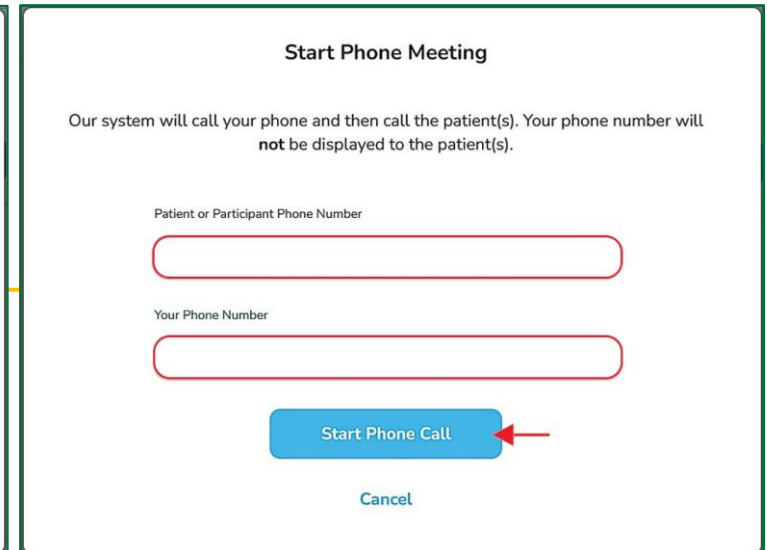 Start Phone Meeting
Our system will call your phone and then call the patient(s). Your phone number will
not be displayed to the patient(s).
Patient or Participant Phone Number
Your Phone Number
Start Phone Call
Cancel